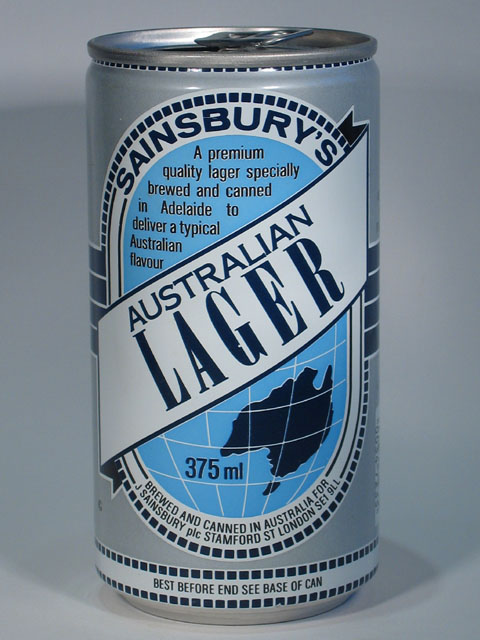 SAINSBURY'S
A premium
quality lager specially
brewed and canned
in Adelaide to
deliver a typical
Australian
flavour
AUSTRALIAN
LAGER
375 ml
BREWED AND CANNED IN AUSTRALIA FOR
J SAINSBURY plc STAMFORD ST LONDON SE1 9LL
BEST BEFORE END SEE BASE OF CAN